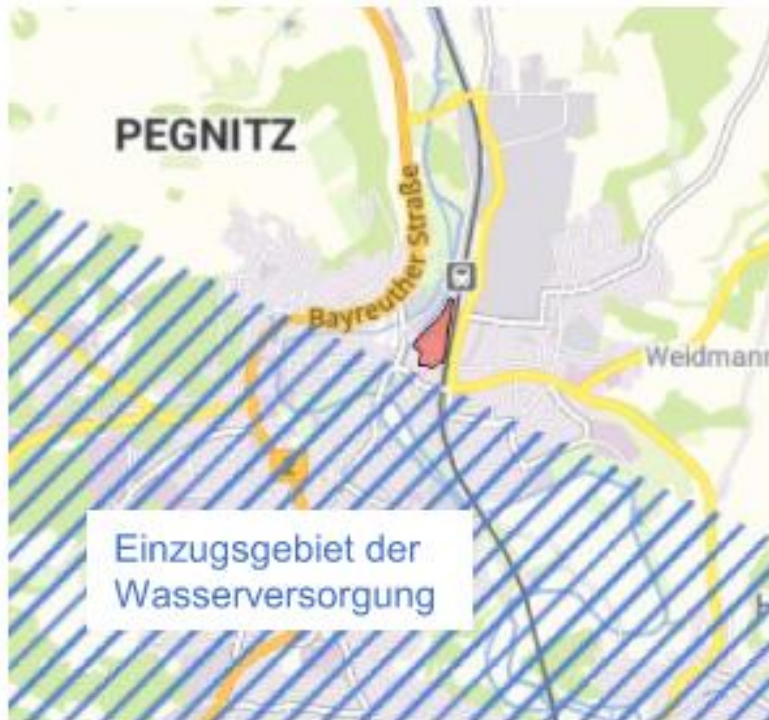 PEGNITZ
Bayreuther Straße
Weidmann
Einzugsgebiet der
Wasserversorgung